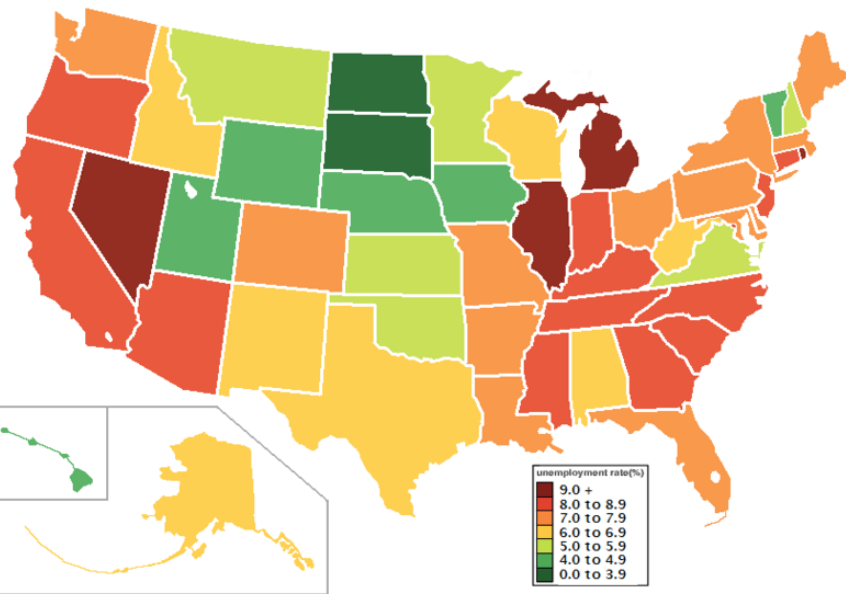 unemployment rate(%)
9.0 +
8.0 to 8.9
7.0 to 7.9
6.0 to 6.9
5.0 to 5.9
4.0 to 4.9
0.0 to 3.9